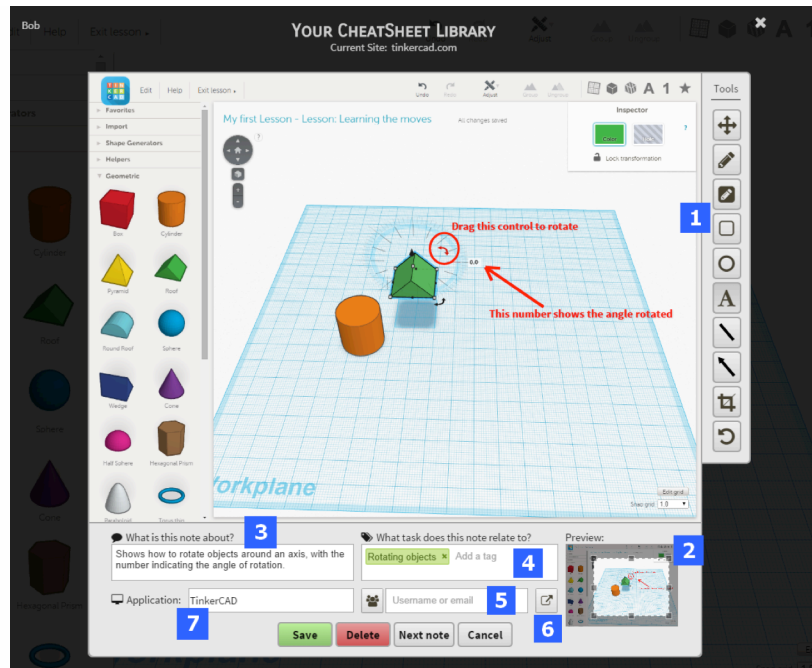 Bob
YOUR CHEATSHEET LIBRARY
Current Site: tinkercad.com
Help
Exit lesson
Adjust
A 1
Edit Help Exit lesson
Undo Redo Adjust Group Ungroup
A 1
Tools
Favorites
Import
Shape Generators
Helpers
Geometric
Box Cylinder
Pyramid Roof
Round Roof Sphere
Wedge Cone
Half Sphere Hexagonal Prism
My first Lesson - Lesson: Learning the moves
All changes saved
?
Inspector
Color
?
Lock transformation
Drag this control to rotate
0.0
This number shows the angle rotated
1
A
Workplane
Edit grid
Snap grid 1.0
Cylinder
Roof
Sphere
Cone
Hexagonal Prism
What is this note about? 3
Shows how to rotate objects around an axis, with the
number indicating the angle of rotation.
What task does this note relate to?
Rotating objects × Add a tag 4
Preview:
2
Application: TinkerCAD
7
Username or email 5
6
Save Delete Next note Cancel